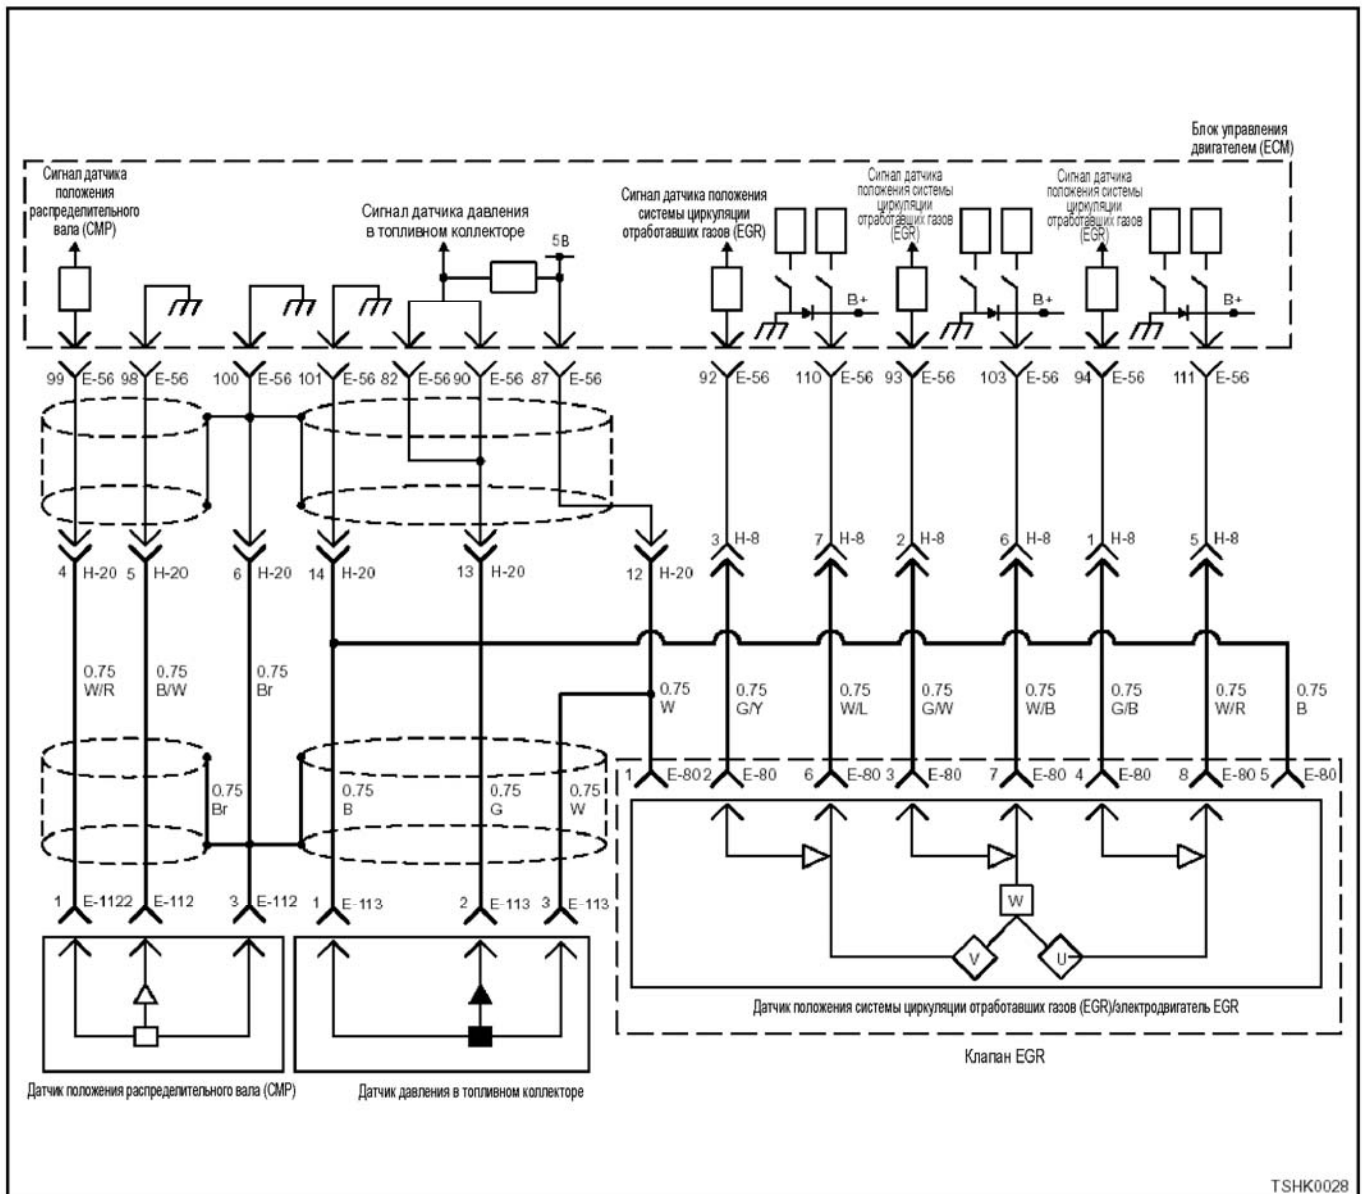 Блок управления
двигателем (ECM)
Сигнал датчика
положения
распределительного
вала (CMP)
Сигнал датчика давления
в топливном коллекторе
5В
Сигнал датчика положения
системы циркуляции
отработавших газов (EGR)
Сигнал датчика
положения системы
циркуляции
отработавших газов
(EGR)
Сигнал датчика
положения системы
циркуляции
отработавших газов
(EGR)
B+ B+ B+
99 E-56 98 E-56 100 E-56 101 E-56 82 E-56 90 E-56 87 E-56 92 E-56 110 E-56 93 E-56 103 E-56 94 E-56 111 E-56
3 H-8 7 H-8 2 H-8 6 H-8 1 H-8 5 H-8
4 H-20 5 H-20 6 H-20 14 H-20 13 H-20 12 H-20
0.75 0.75 0.75
W/R B/W Br
0.75 0.75 0.75 0.75 0.75 0.75 0.75 0.75
W G/Y W/L G/W W/B G/B W/R B
1 E-80 2 E-80 6 E-80 3 E-80 7 E-80 4 E-80 8 E-80 5 E-80
0.75 0.75 0.75 0.75
Br B G W
1 E-112 2 E-112 3 E-112 1 E-113 2 E-113 3 E-113
W
V U
Датчик положения системы циркуляции отработавших газов (EGR)/электродвигатель EGR
Клапан EGR
Датчик положения распределительного вала (CMP)
Датчик давления в топливном коллекторе
TSHK0028